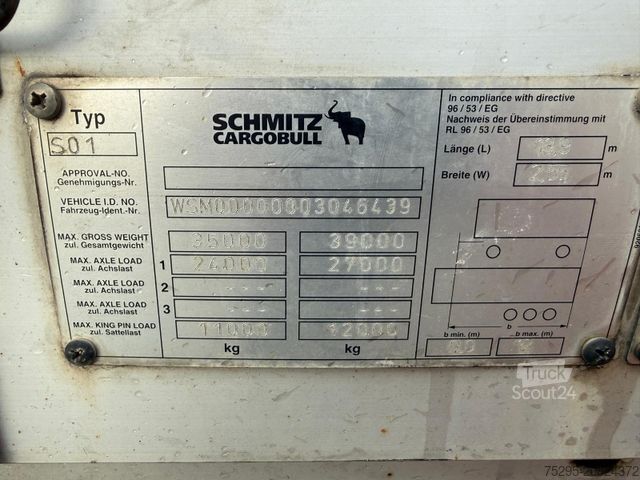 Typ
S01
SCHMITZ
CARGOBULL
In compliance with directive
96 / 53 / EG
Nachweis der Übereinstimmung mit
RL 96 / 53 / EG
Länge (L) m
Breite (W) m
APPROVAL-NO.
Genehmigungs-Nr.
VEHICLE I.D. NO.
Fahrzeug-Ident.-Nr.
WSM00000003046439
MAX. GROSS WEIGHT
zul. Gesamtgewicht
35000 39000
MAX. AXLE LOAD
zul. Achslast
1 24000 27000
MAX. AXLE LOAD
zul. Achslast
2 --- ---
MAX. AXLE LOAD
zul. Achslast
3 --- ---
MAX. KING PIN LOAD
zul. Sattellast
11000 12000
kg kg
b
b min. (m) ...b max. (m)
Truck
Scout24